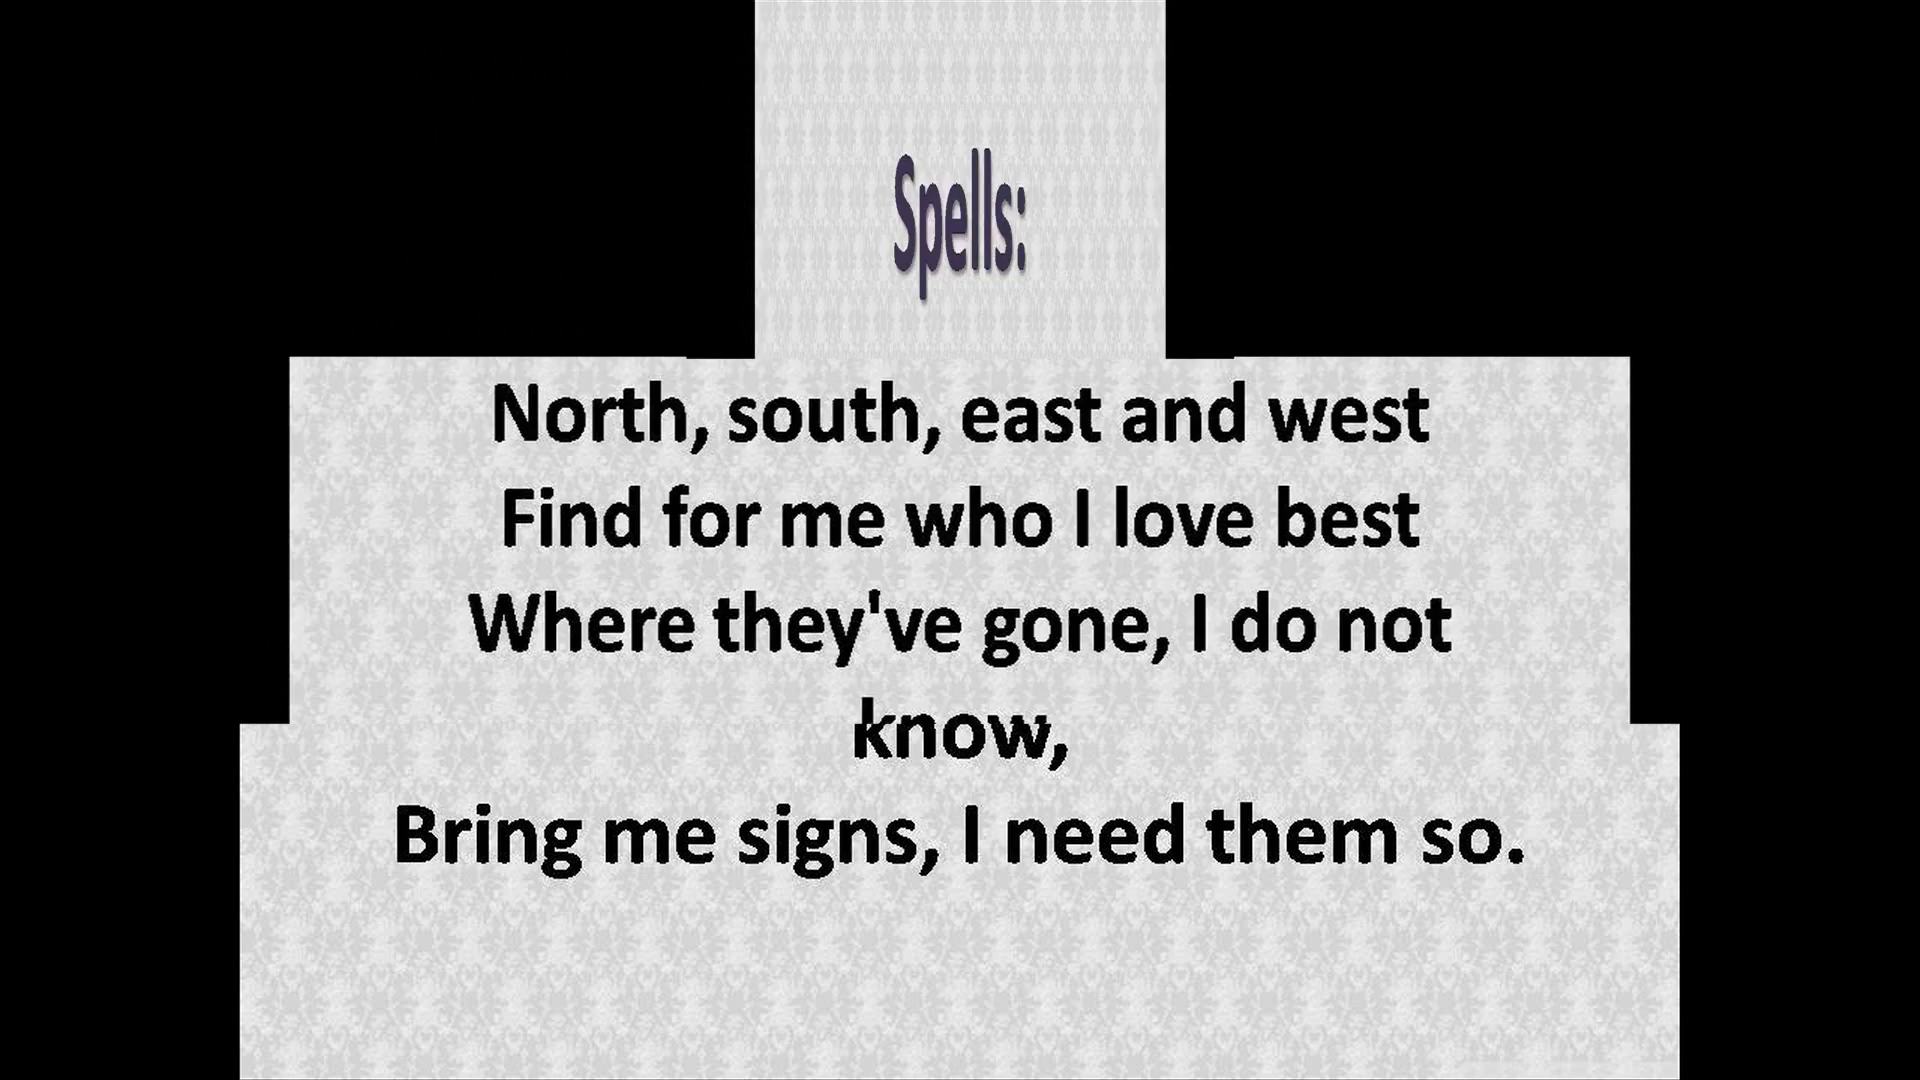 Spells:
North, south, east and west
Find for me who I love best
Where they've gone, I do not
know,
Bring me signs, I need them so.